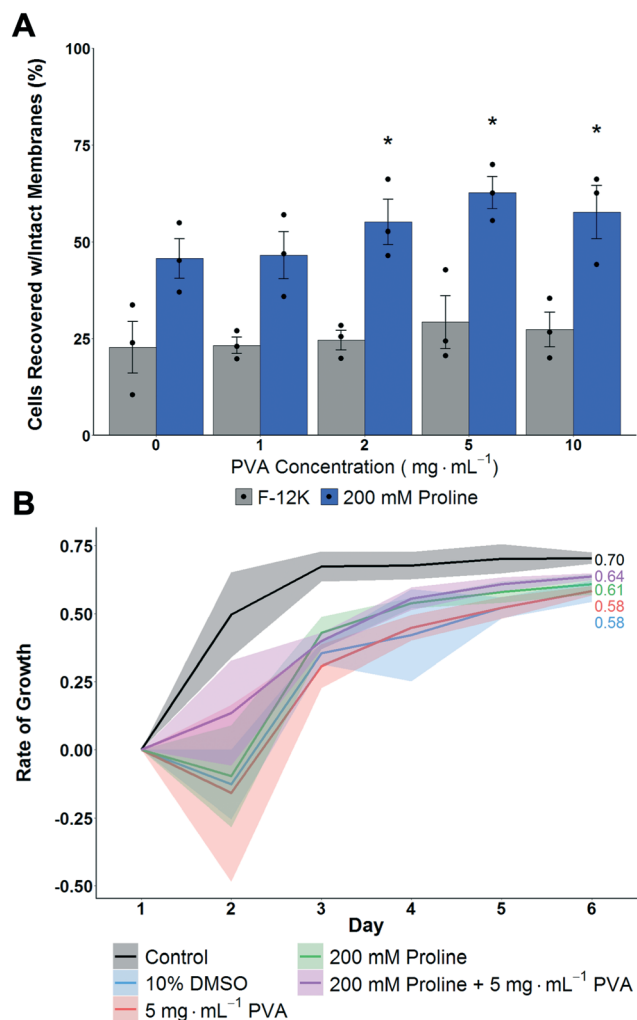 A
Cells Recovered w/Intact Membranes (%)
100
75
50
25
0
*
*
*
0
1
2
5
10
PVA Concentration ( mg · mL⁻¹)
F-12K
200 mM Proline
B
Rate of Growth
0.75
0.50
0.25
0.00
-0.25
-0.50
0.70
0.64
0.61
0.58
0.58
1
2
3
4
5
6
Day
Control
10% DMSO
5 mg · mL⁻¹ PVA
200 mM Proline
200 mM Proline + 5 mg · mL⁻¹ PVA